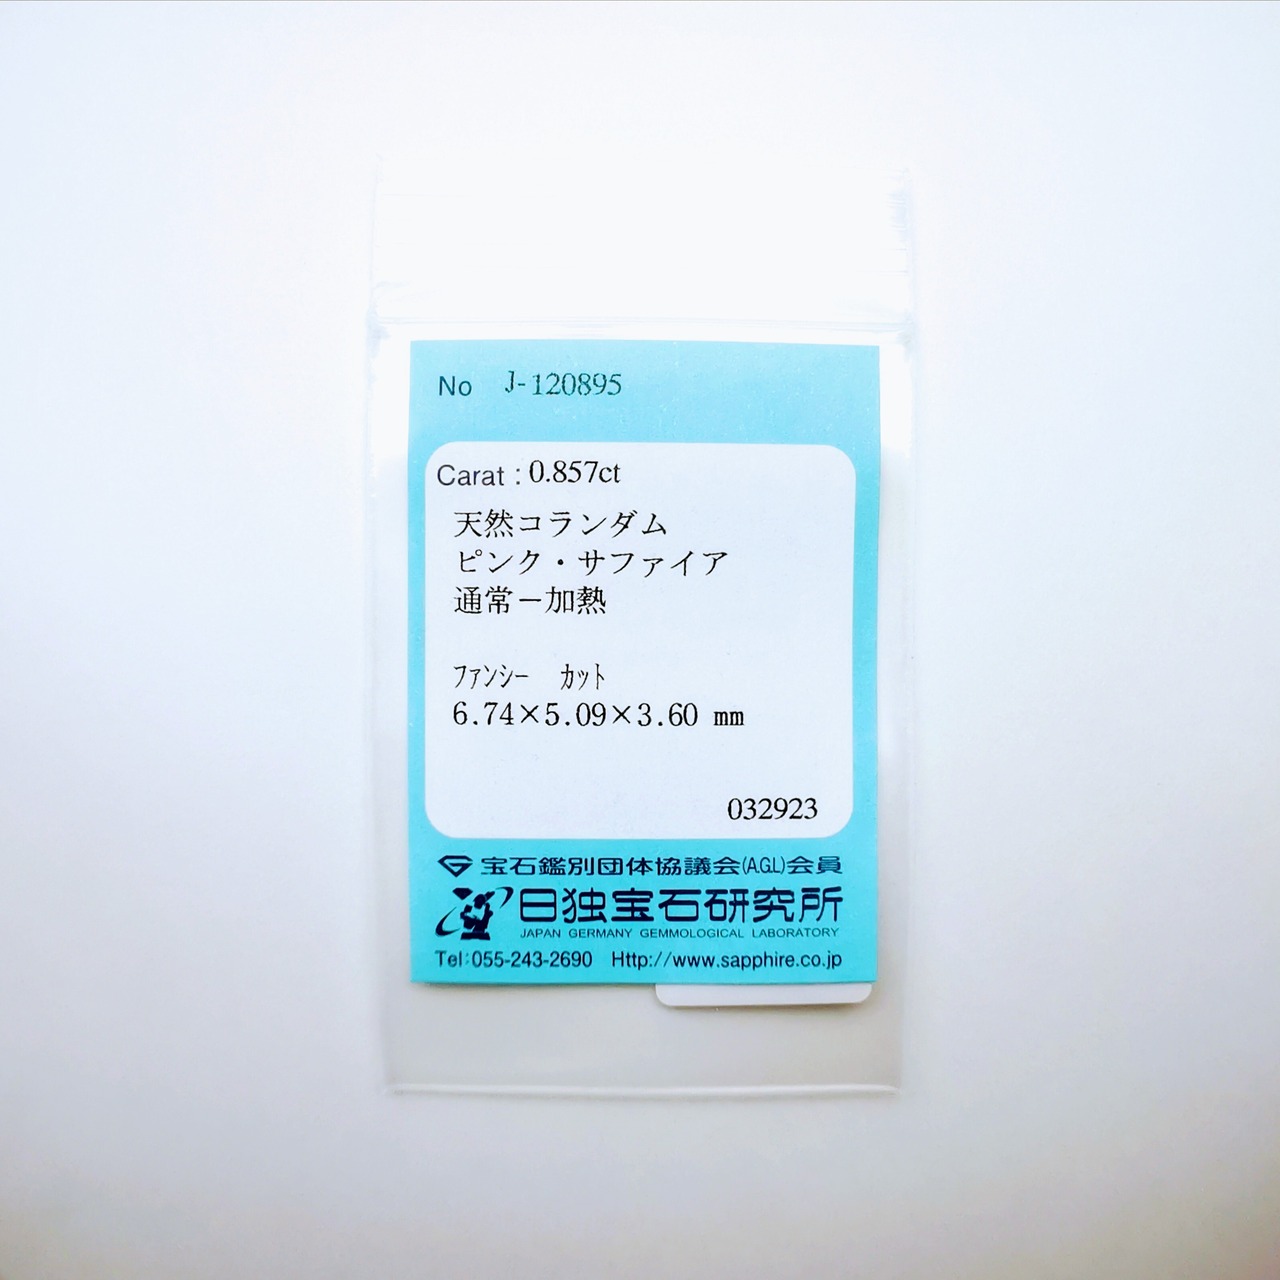 No J-120895
Carat : 0.857ct
天然コランダム
ピンク・サファイア
通常－加熱
ﾌｧﾝｼｰ ｶｯﾄ
6.74×5.09×3.60 mm
032923
宝石鑑別団体協議会(A.G.L)会員
日独宝石研究所
JAPAN GERMANY GEMMOLOGICAL LABORATORY
Tel:055-243-2690 Http://www.sapphire.co.jp